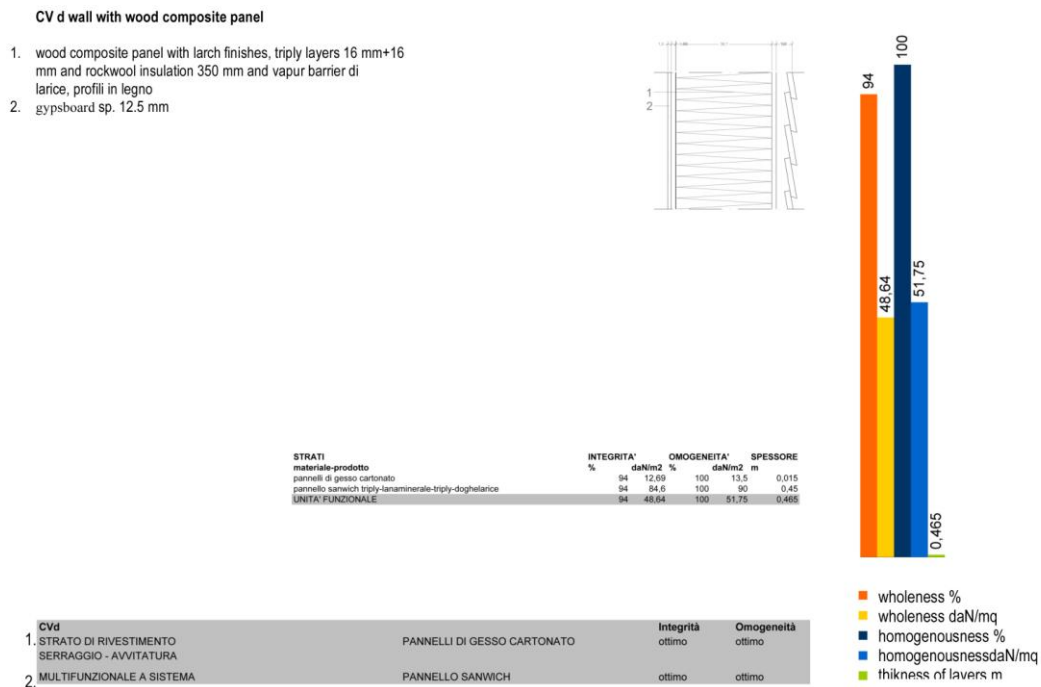 CV d wall with wood composite panel
1. wood composite panel with larch finishes, triply layers 16 mm+16
mm and rockwool insulation 350 mm and vapur barrier di
larice, profili in legno
2. gypsboard sp. 12.5 mm
1
2
94
48,64
100
51,75
0,465
STRATI INTEGRITA' OMOGENEITA' SPESSORE
materiale-prodotto % daN/m2 % daN/m2 m
pannelli di gesso cartonato 94 12,69 100 13,5 0,015
pannello sanwich triply-lanaminerale-triply-doghelarice 94 84,6 100 90 0,45
UNITA' FUNZIONALE 94 48,64 100 51,75 0,465
wholeness %
wholeness daN/mq
homogenousness %
homogenousnessdaN/mq
thikness of layers m
CVd Integrità Omogeneità
1. STRATO DI RIVESTIMENTO PANNELLI DI GESSO CARTONATO ottimo ottimo
SERRAGGIO - AVVITATURA
2. MULTIFUNZIONALE A SISTEMA PANNELLO SANWICH ottimo ottimo